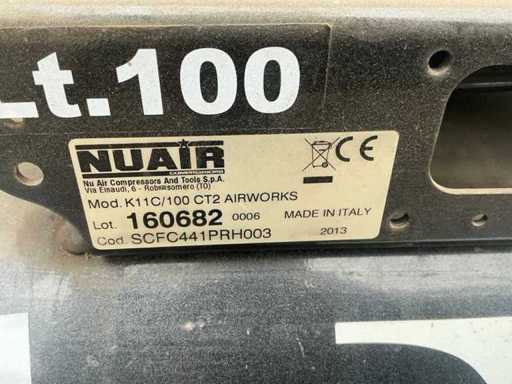 Lt.100
NUAIR
Nu Air Compressors And Tools S.p.A.
Via Einaudi, 6 - Robassomero (TO)
Mod. K11C/100 CT2 AIRWORKS
Lot. 160682 0006 MADE IN ITALY
Cod. SCFC441PRH003 2013